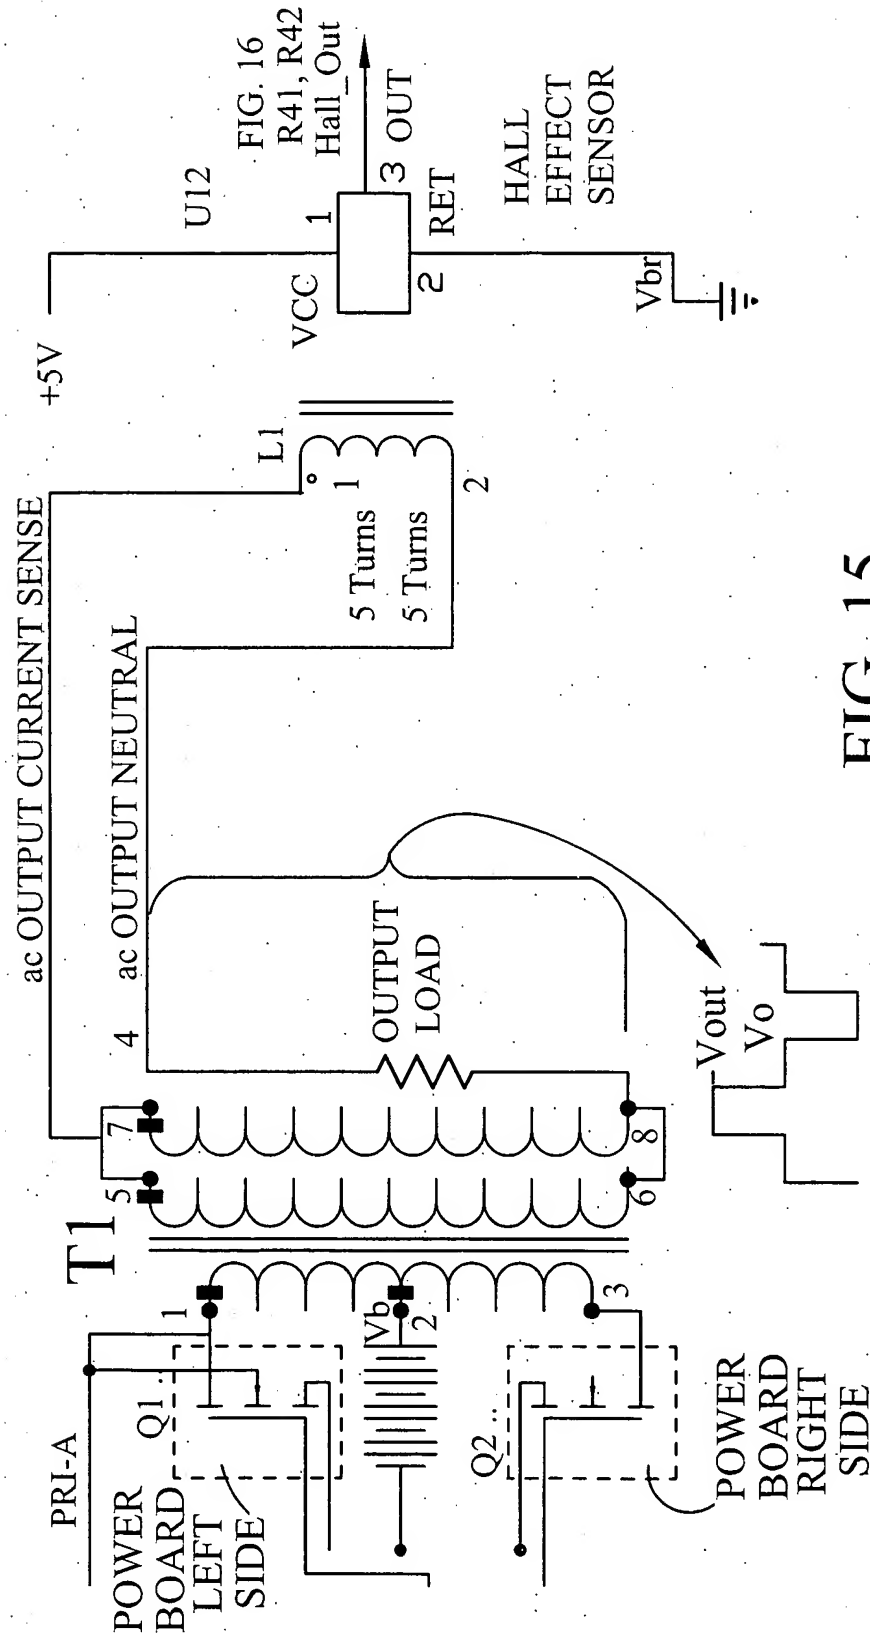 ac OUTPUT CURRENT SENSE
+5V
U12
FIG. 16
R41, R42
Hall_Out
ac OUTPUT NEUTRAL
L1
1
5 Turns
5 Turns
2
VCC
1
3
OUT
2
RET
HALL
EFFECT
SENSOR
Vbr
T1
4
5
7
OUTPUT
LOAD
6
8
PRI-A
1
Q1
Vb
2
3
Q2
POWER
BOARD
LEFT
SIDE
POWER
BOARD
RIGHT
SIDE
Vout
Vo
FIG. 15